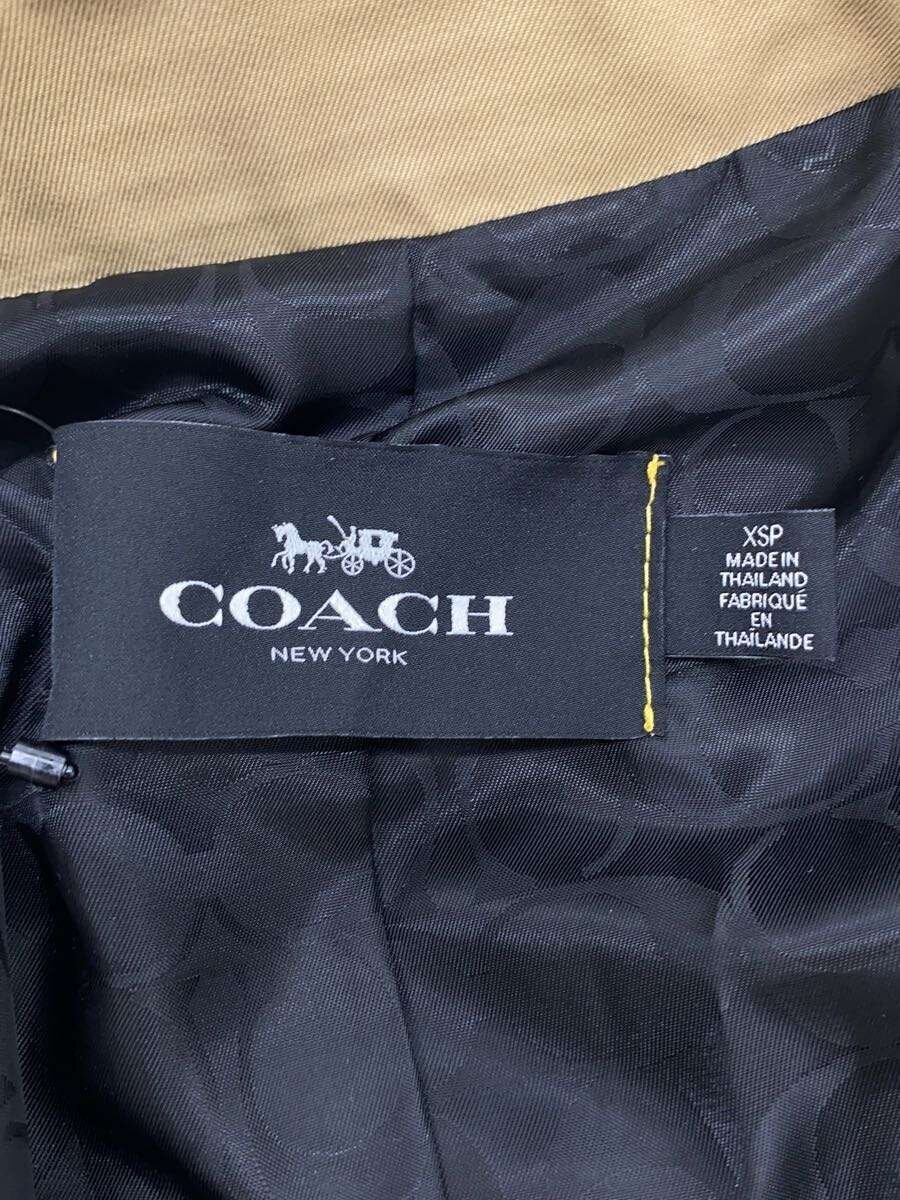 COACH
NEW YORK
XSP
MADE IN
THAILAND
FABRIQUÉ
EN
THAÏLANDE